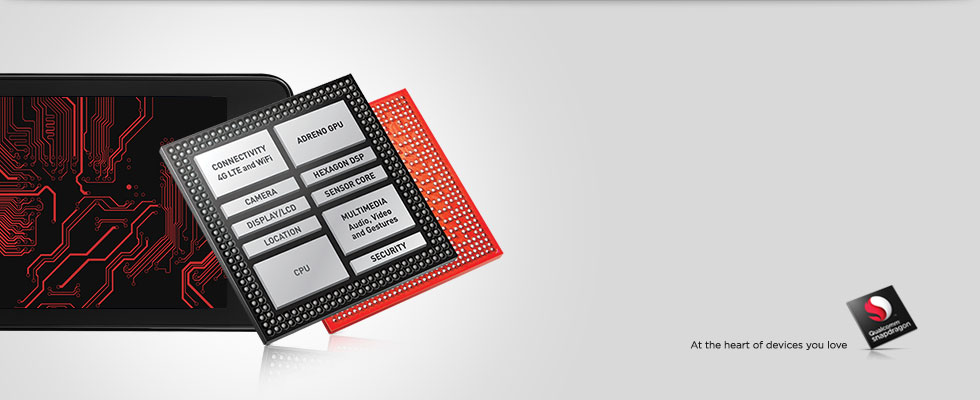 CONNECTIVITY
4G LTE and WiFi
ADRENO GPU
HEXAGON DSP
CAMERA
SENSOR CORE
DISPLAY/LCD
MULTIMEDIA
Audio, Video
and Gestures
LOCATION
CPU
SECURITY
At the heart of devices you love
Qualcomm
snapdragon